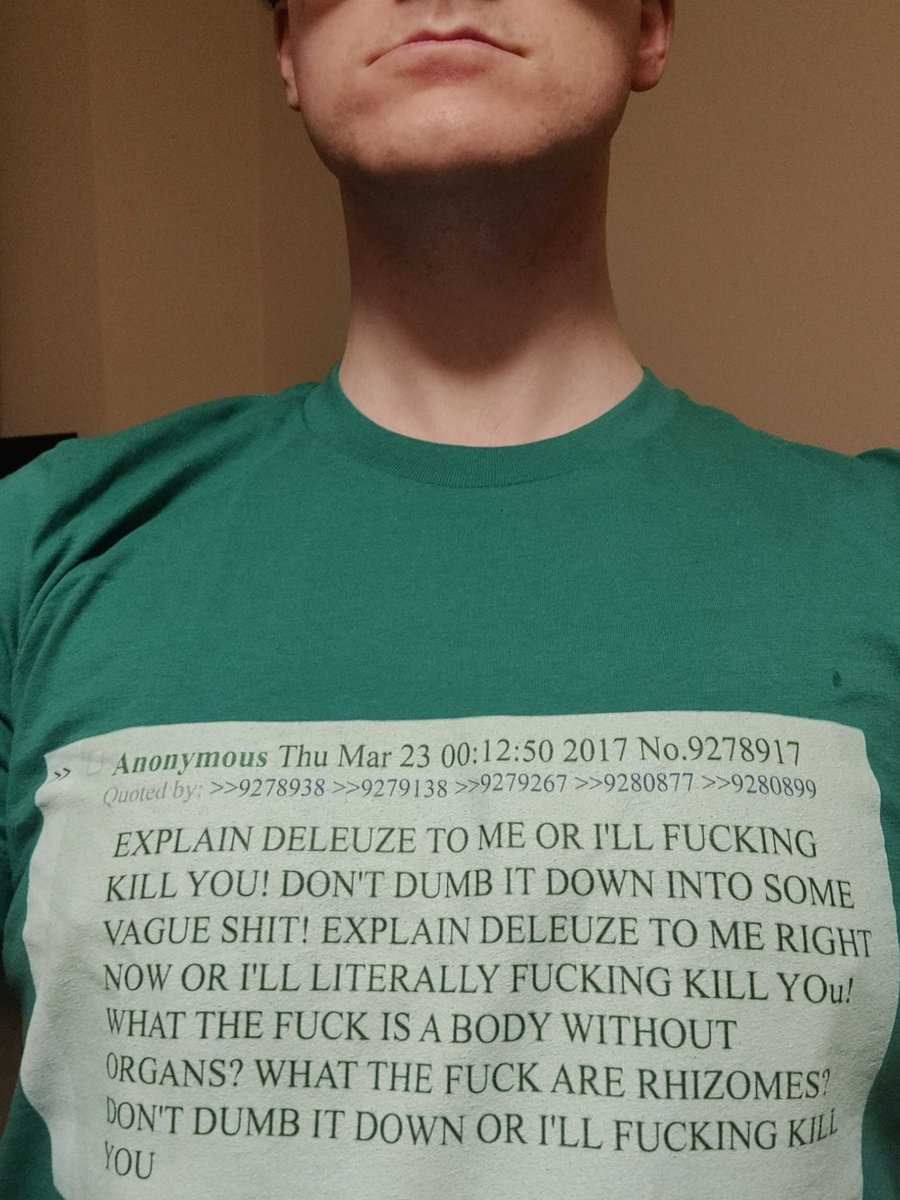 >> Anonymous Thu Mar 23 00:12:50 2017 No.9278917
Quoted by: >>9278938 >>9279138 >>9279267 >>9280877 >>9280899
EXPLAIN DELEUZE TO ME OR I'LL FUCKING
KILL YOU! DON'T DUMB IT DOWN INTO SOME
VAGUE SHIT! EXPLAIN DELEUZE TO ME RIGHT
NOW OR I'LL LITERALLY FUCKING KILL YOu!
WHAT THE FUCK IS A BODY WITHOUT
ORGANS? WHAT THE FUCK ARE RHIZOMES?
DON'T DUMB IT DOWN OR I'LL FUCKING KILL
YOU